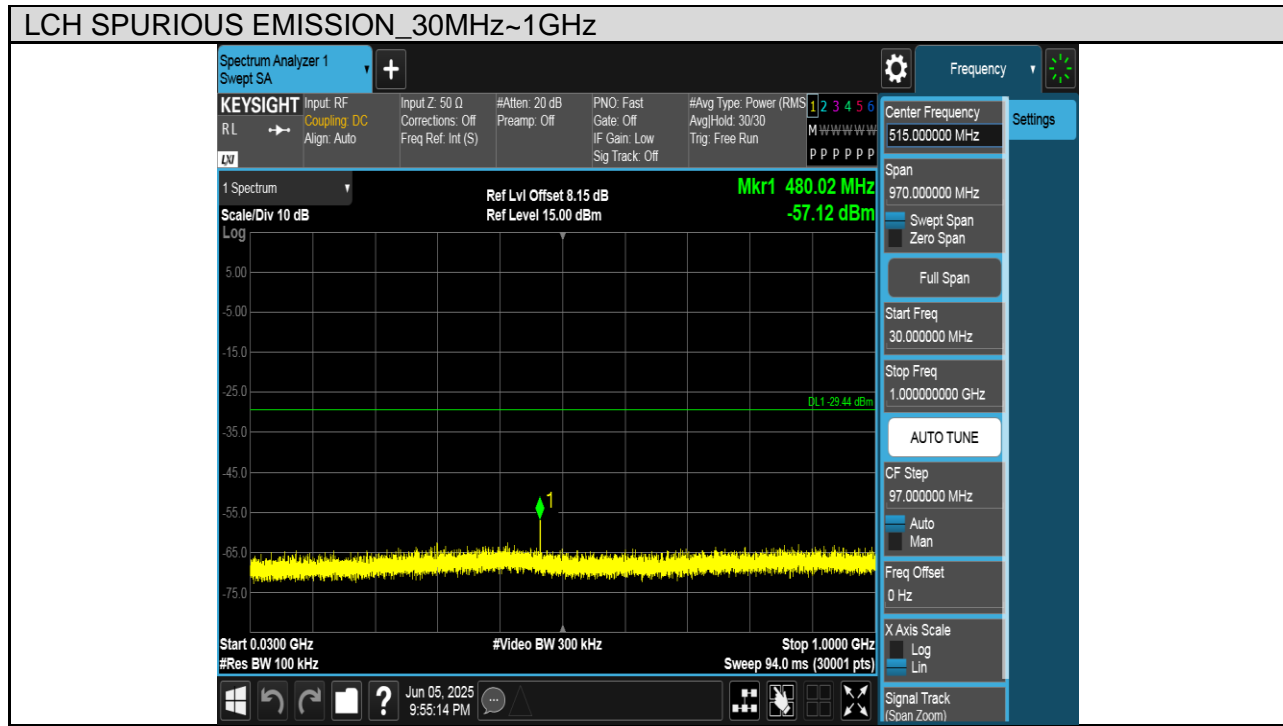 LCH SPURIOUS EMISSION_30MHz~1GHz
Spectrum Analyzer 1
Swept SA
+
Frequency
KEYSIGHT
RL
LXI
Input: RF
Coupling: DC
Align: Auto
Input Z: 50 Ω
Corrections: Off
Freq Ref: Int (S)
#Atten: 20 dB
Preamp: Off
PNO: Fast
Gate: Off
IF Gain: Low
Sig Track: Off
#Avg Type: Power (RMS
Avg|Hold: 30/30
Trig: Free Run
1 2 3 4 5 6
M W W W W W
P P P P P P
Center Frequency
515.000000 MHz
Settings
1 Spectrum
Scale/Div 10 dB
Ref Lvl Offset 8.15 dB
Ref Level 15.00 dBm
Mkr1 480.02 MHz
-57.12 dBm
Span
970.000000 MHz
Swept Span
Zero Span
Full Span
Start Freq
30.000000 MHz
Stop Freq
1.000000000 GHz
AUTO TUNE
CF Step
97.000000 MHz
Auto
Man
Freq Offset
0 Hz
X Axis Scale
Log
Lin
Signal Track
(Span Zoom)
Log
5.00
-5.00
-15.0
-25.0
DL1 -29.44 dBm
-35.0
-45.0
1
-55.0
-65.0
-75.0
Start 0.0300 GHz
#Video BW 300 kHz
Stop 1.0000 GHz
#Res BW 100 kHz
Sweep 94.0 ms (30001 pts)
?
Jun 05, 2025
9:55:14 PM